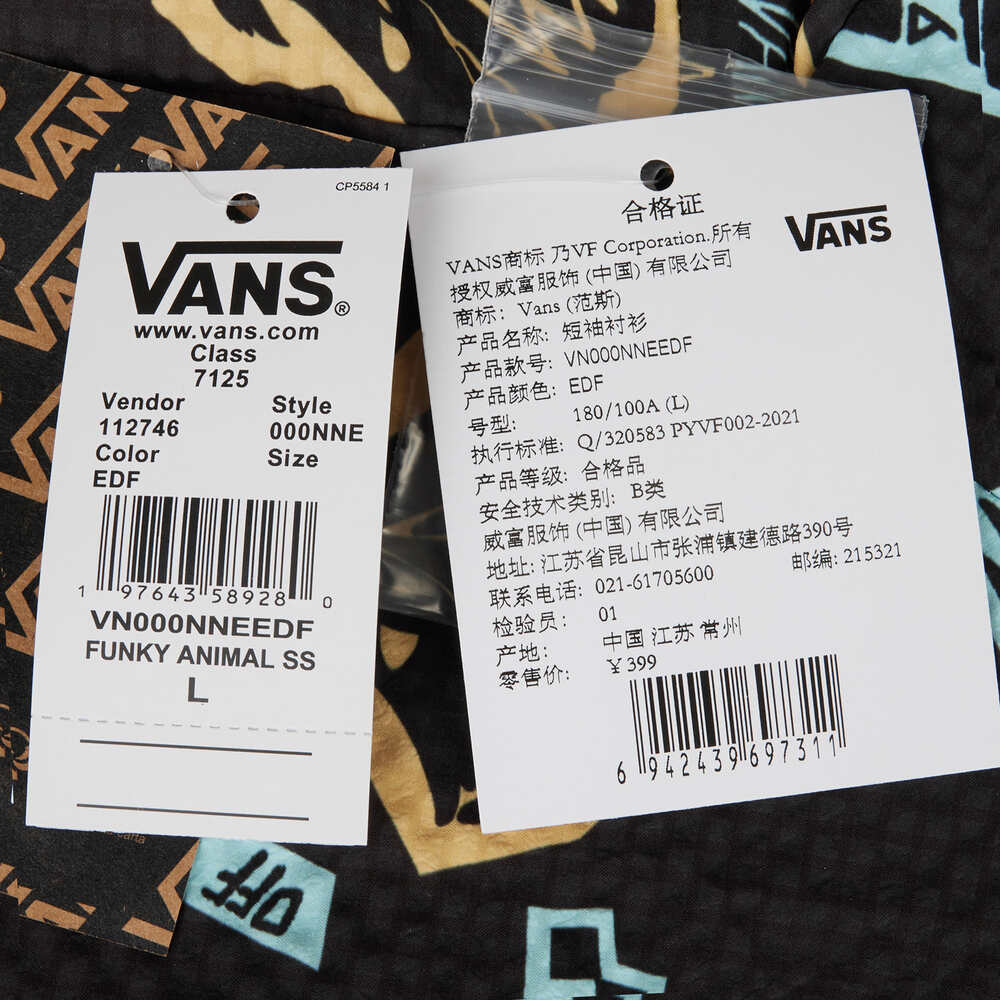 VANS
VANS
CP5584 1
VANS®
www.vans.com
Class
7125
Vendor
Style
112746
000NNE
Color
Size
EDF
1 97643 58928 0
VN000NNEEDF
FUNKY ANIMAL SS
L
合格证
VANS
VANS商标 乃VF Corporation.所有
授权威富服饰 (中国) 有限公司
商标: Vans (范斯)
产品名称: 短袖衬衫
产品款号: VN000NNEEDF
产品颜色: EDF
号型: 180/100A (L)
执行标准: Q/320583 PYVF002-2021
产品等级: 合格品
安全技术类别: B类
威富服饰 (中国) 有限公司
地址: 江苏省昆山市张浦镇建德路390号
联系电话: 021-61705600 邮编: 215321
检验员: 01
产地: 中国 江苏 常州
零售价: ¥399
6 942439 697311
OFF